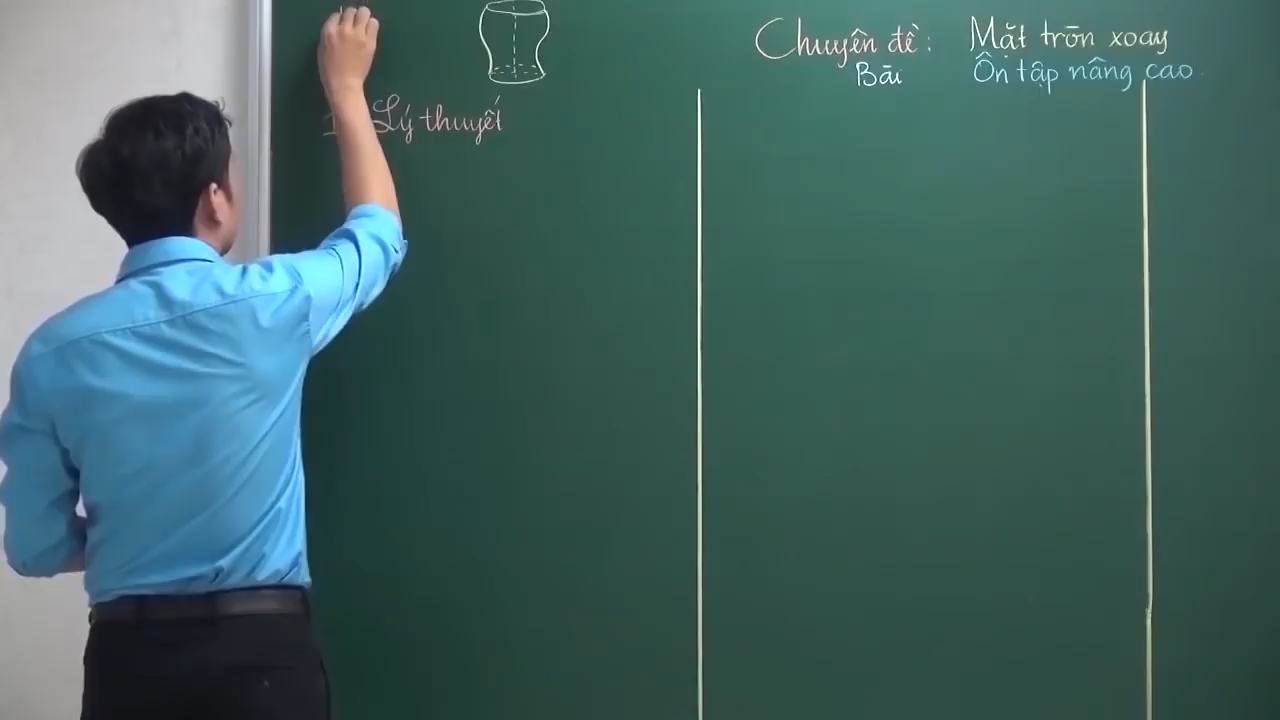 Chuyên đề: Mặt tròn xoay
Bài Ôn tập nâng cao
Lý thuyết